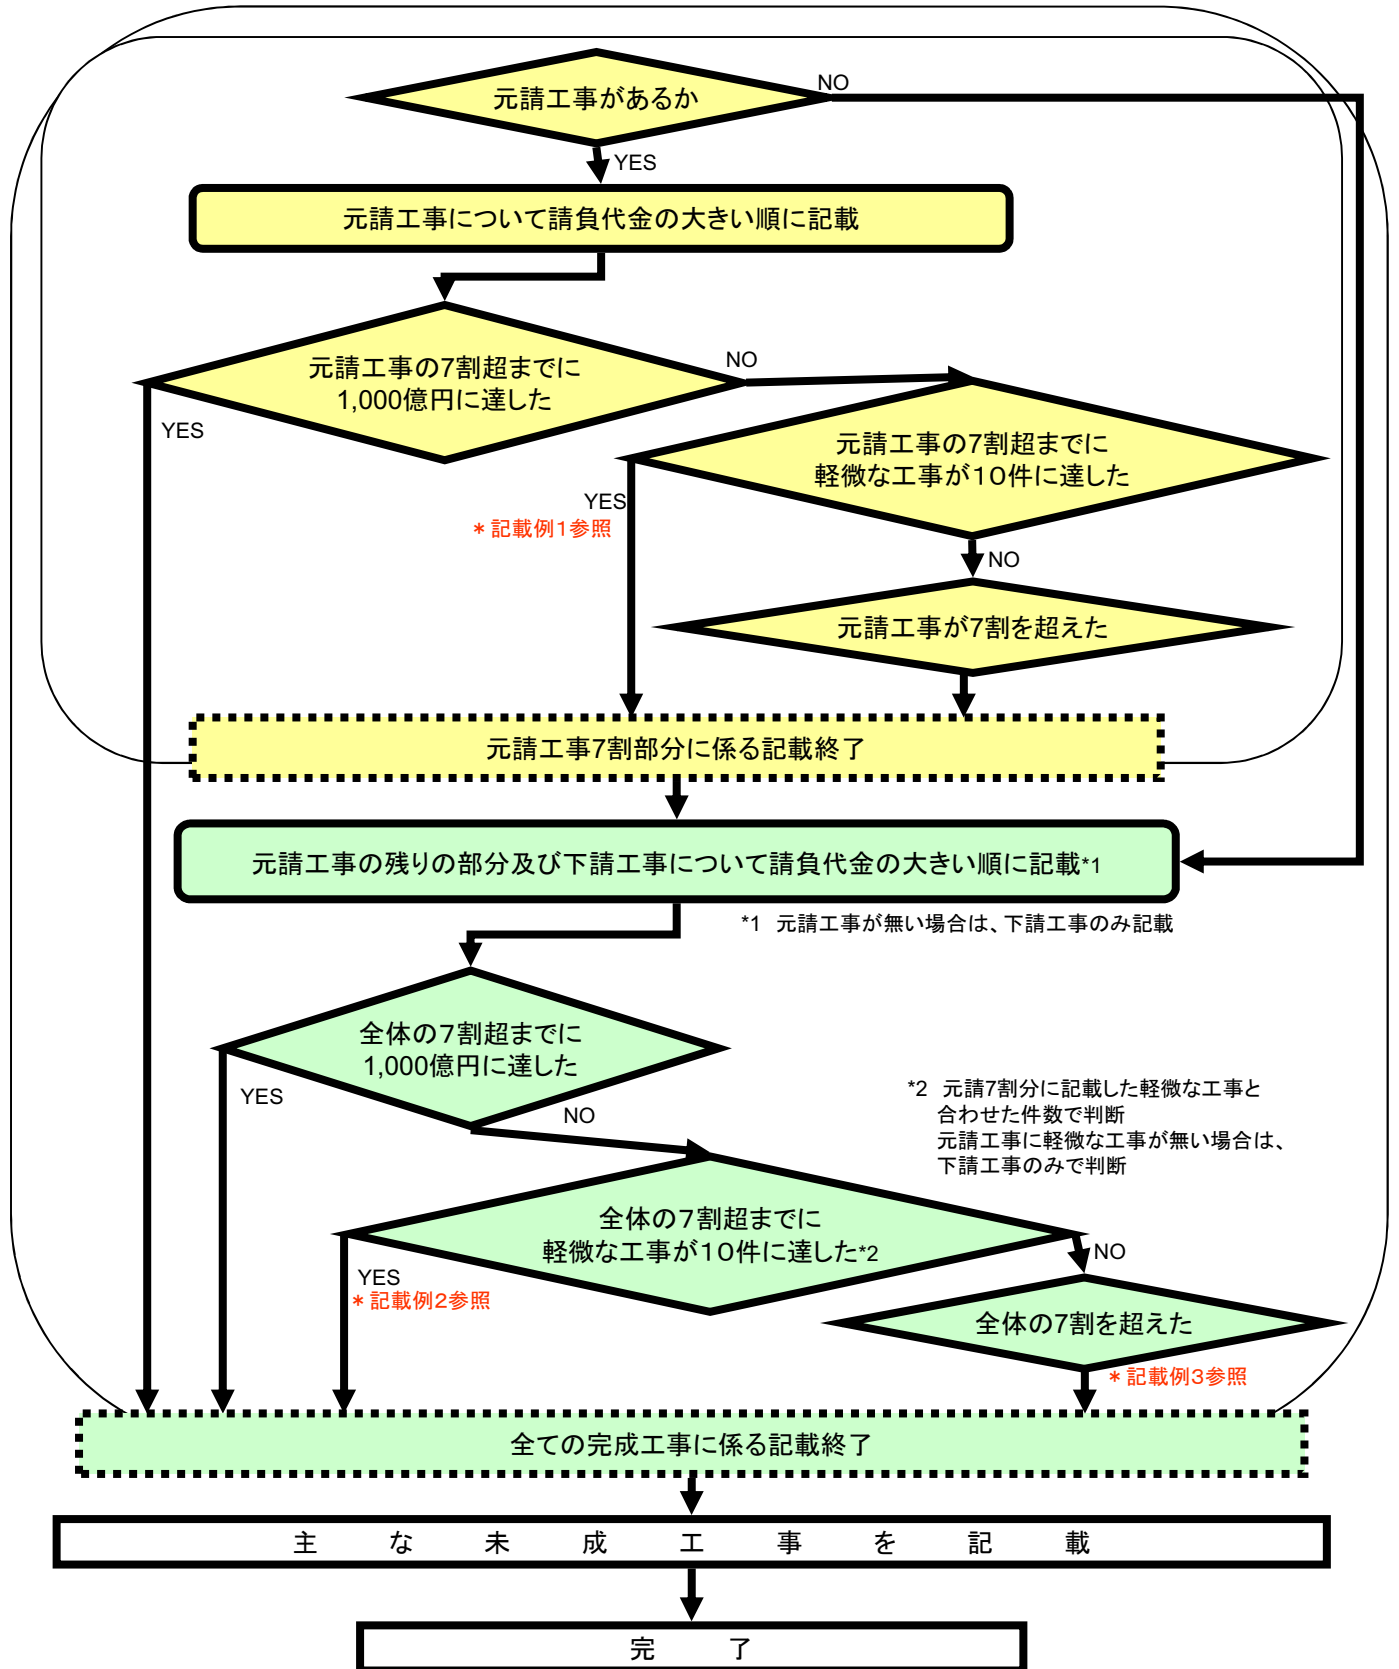 元請工事があるか
NO
YES
元請工事について請負代金の大きい順に記載
元請工事の7割超までに
1,000億円に達した
NO
YES
元請工事の7割超までに
軽微な工事が10件に達した
YES
＊記載例1参照
NO
元請工事が7割を超えた
元請工事7割部分に係る記載終了
元請工事の残りの部分及び下請工事について請負代金の大きい順に記載*1
*1　元請工事が無い場合は、下請工事のみ記載
全体の7割超までに
1,000億円に達した
YES
NO
*2　元請7割分に記載した軽微な工事と
合わせた件数で判断
元請工事に軽微な工事が無い場合は、
下請工事のみで判断
全体の7割超までに
軽微な工事が10件に達した*2
YES
＊記載例2参照
NO
全体の7割を超えた
＊記載例3参照
全ての完成工事に係る記載終了
主　な　未　成　工　事　を　記　載
完　了